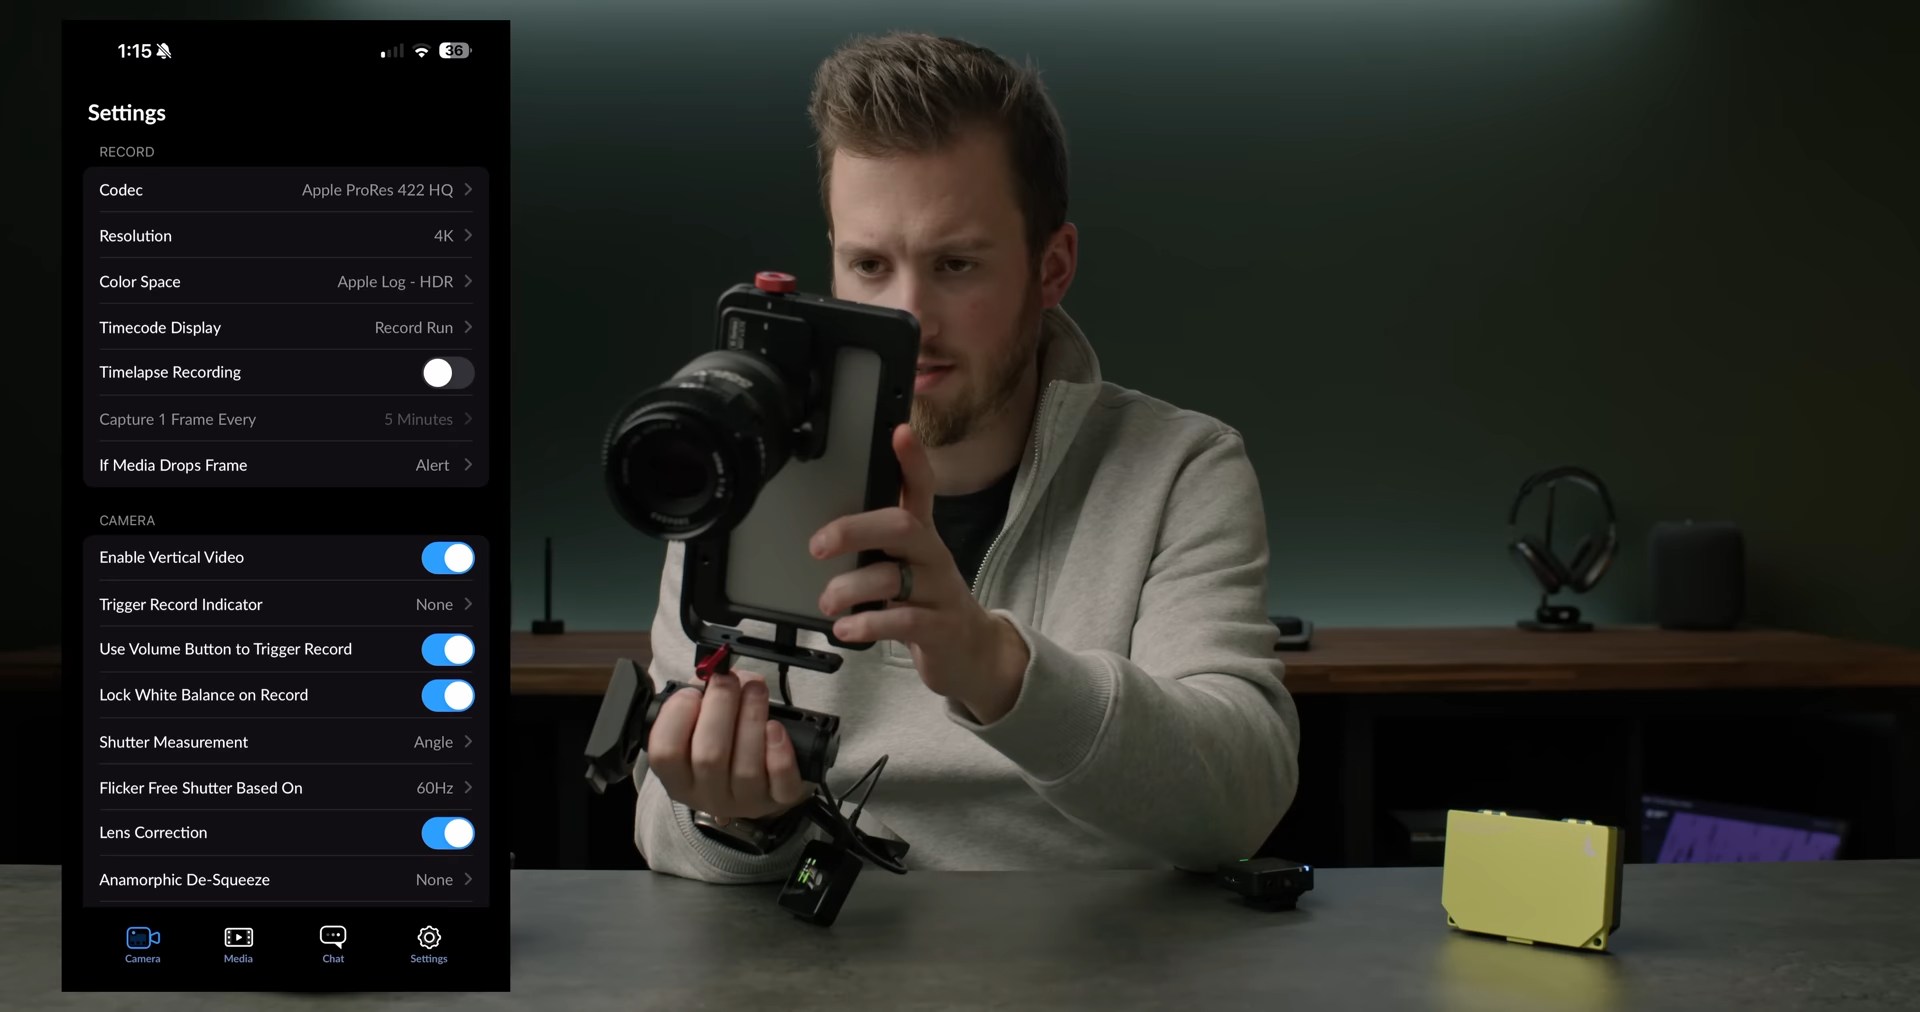 1:15
36
Settings
RECORD
Codec Apple ProRes 422 HQ
Resolution 4K
Color Space Apple Log - HDR
Timecode Display Record Run
Timelapse Recording
Capture 1 Frame Every 5 Minutes
If Media Drops Frame Alert
CAMERA
Enable Vertical Video
Trigger Record Indicator None
Use Volume Button to Trigger Record
Lock White Balance on Record
Shutter Measurement Angle
Flicker Free Shutter Based On 60Hz
Lens Correction
Anamorphic De-Squeeze None
Camera Media Chat Settings